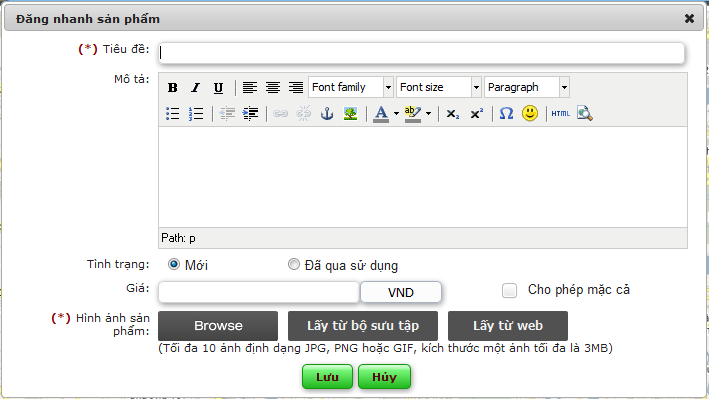 Đăng nhanh sản phẩm
(*) Tiêu đề:
Mô tả:
B I U Font family Font size Paragraph
A ab x₂ x² Ω HTML
Path: p
Tình trạng: Mới Đã qua sử dụng
Giá: VND Cho phép mặc cả
(*) Hình ảnh sản phẩm: Browse Lấy từ bộ sưu tập Lấy từ web
(Tối đa 10 ảnh định dạng JPG, PNG hoặc GIF, kích thước một ảnh tối đa là 3MB)
Lưu Hủy